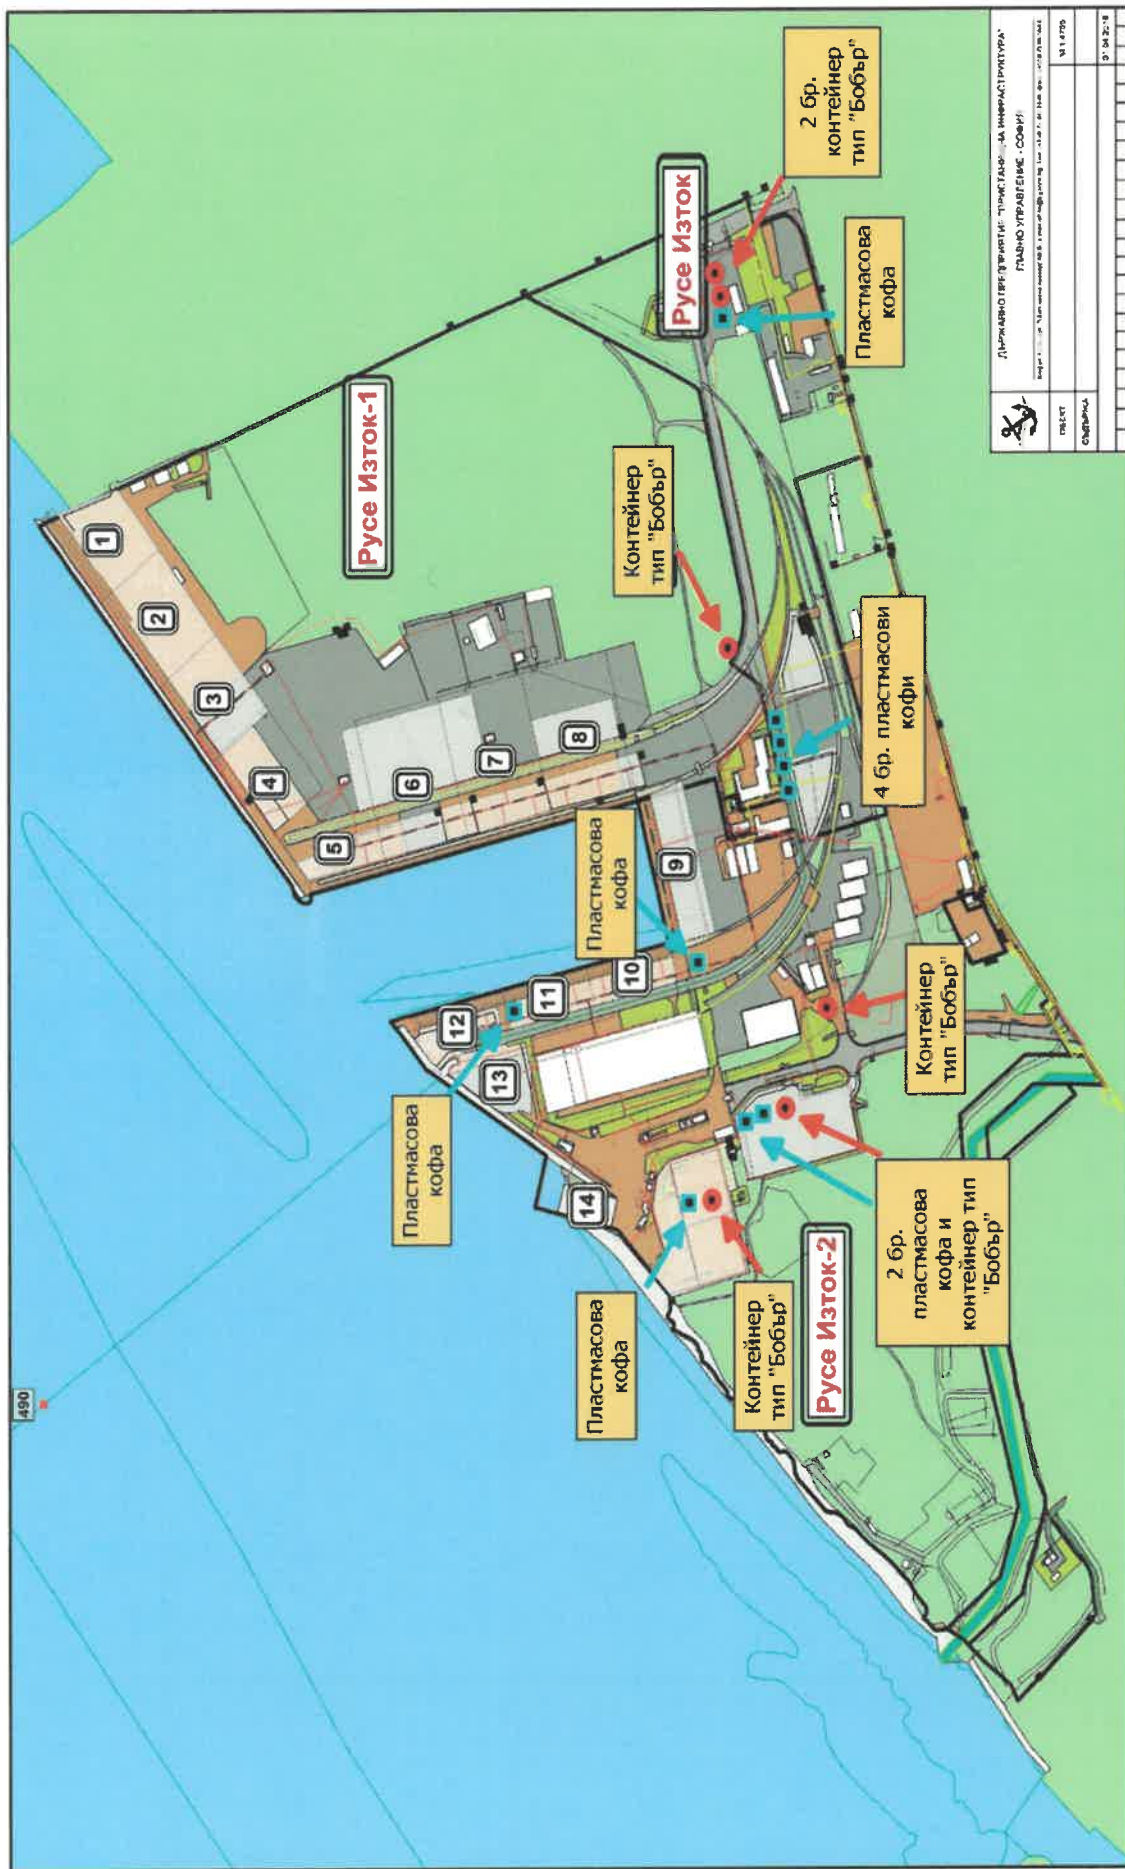 490
1
2
3
4
5
6
7
8
9
10
11
12
13
14
Русе Изток-1
Русе Изток
Русе Изток-2
2 бр.
контейнер
тип "Бобър"
Пластмасова
кофа
Контейнер
тип "Бобър"
4 бр. пластмасови
кофи
Пластмасова
кофа
Контейнер
тип "Бобър"
Пластмасова
кофа
2 бр.
пластмасова
кофа и
контейнер тип
"Бобър"
Пластмасова
кофа
Контейнер
тип "Бобър"
ГЛАВНО УПРАВЛЕНИЕ - СОФИЯ